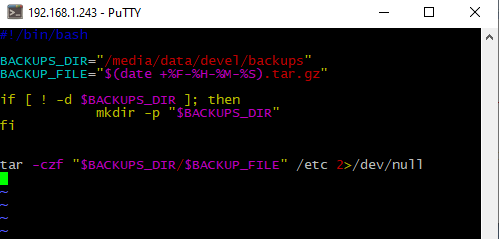 192.168.1.243 - PuTTY
#!/bin/bash
BACKUPS_DIR="/media/data/devel/backups"
BACKUP_FILE="$(date +%F-%H-%M-%S).tar.gz"
if [ ! -d $BACKUPS_DIR ]; then
mkdir -p "$BACKUPS_DIR"
fi
tar -czf "$BACKUPS_DIR/$BACKUP_FILE" /etc 2>/dev/null
~
~
~
~